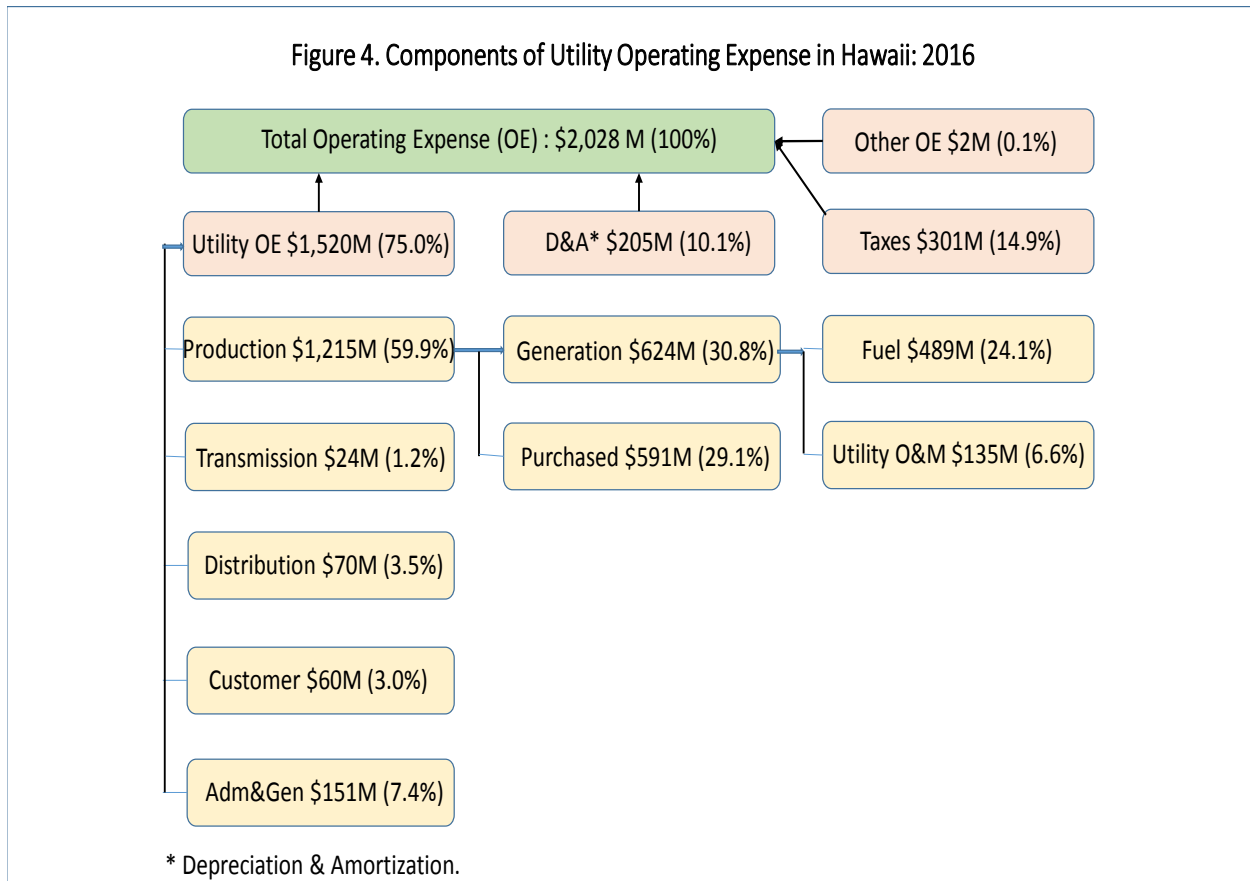 Figure 4. Components of Utility Operating Expense in Hawaii: 2016
Total Operating Expense (OE) : $2,028 M (100%)
Other OE $2M (0.1%)
Utility OE $1,520M (75.0%)
D&A* $205M (10.1%)
Taxes $301M (14.9%)
Production $1,215M (59.9%)
Generation $624M (30.8%)
Fuel $489M (24.1%)
Transmission $24M (1.2%)
Purchased $591M (29.1%)
Utility O&M $135M (6.6%)
Distribution $70M (3.5%)
Customer $60M (3.0%)
Adm&Gen $151M (7.4%)
* Depreciation & Amortization.